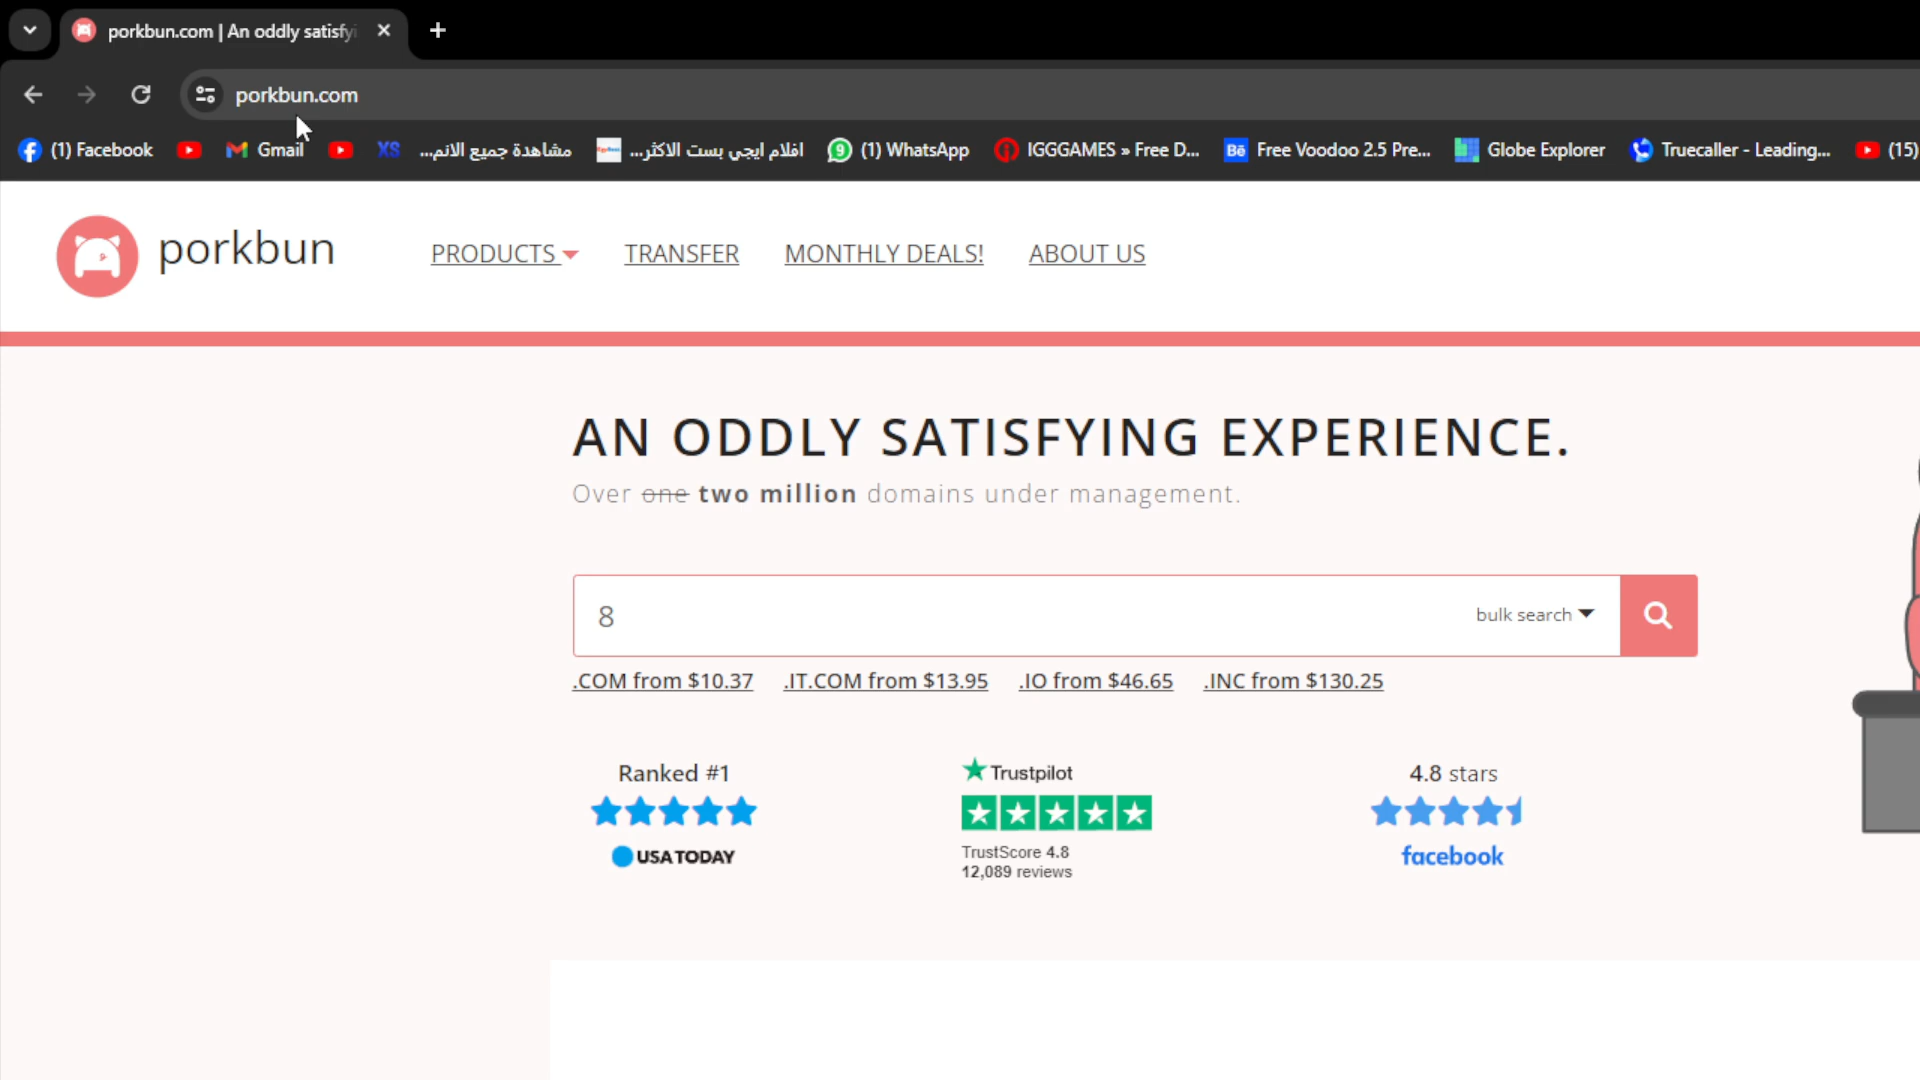 porkbun.com | An oddly satisfyi
porkbun.com
(1) Facebook Gmail XS مشاهدة جميع الانم... افلام ايجي بست الاكثر... 9 (1) WhatsApp IGGGAMES » Free D... Bē Free Voodoo 2.5 Pre... Globe Explorer Truecaller - Leading... (15)
porkbun PRODUCTS TRANSFER MONTHLY DEALS! ABOUT US
AN ODDLY SATISFYING EXPERIENCE.
Over one two million domains under management.
8 bulk search
.COM from $10.37 .IT.COM from $13.95 .IO from $46.65 .INC from $130.25
Ranked #1
USA TODAY
Trustpilot
TrustScore 4.8
12,089 reviews
4.8 stars
facebook